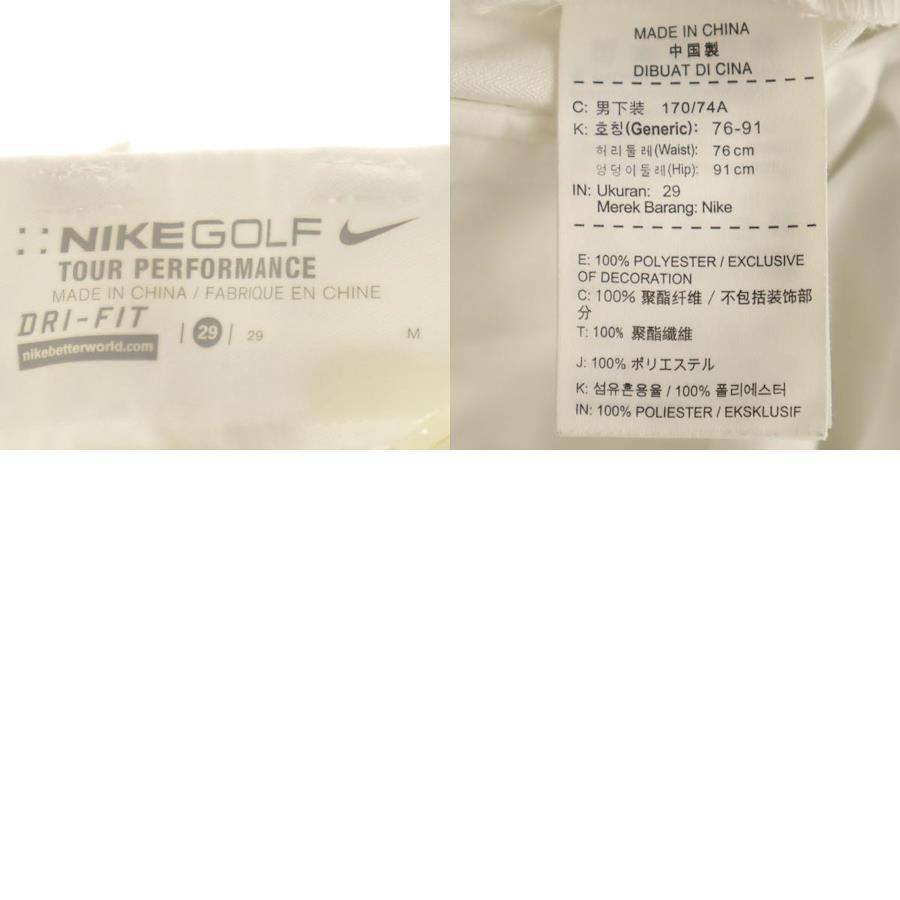 NIKEGOLF
TOUR PERFORMANCE
MADE IN CHINA / FABRIQUE EN CHINE
DRI-FIT
nikebetterworld.com
29
29
M
MADE IN CHINA
中国製
DIBUAT DI CINA
C: 男下装 170/74A
K: 호칭(Generic): 76-91
허리둘레(Waist): 76cm
엉덩이둘레(Hip): 91cm
IN: Ukuran: 29
Merek Barang: Nike
E: 100% POLYESTER / EXCLUSIVE
OF DECORATION
C: 100% 聚酯纤维 / 不包括装饰部
分
T: 100% 聚酯纖維
J: 100% ポリエステル
K: 섬유혼용율 / 100% 폴리에스터
IN: 100% POLIESTER / EKSKLUSIF